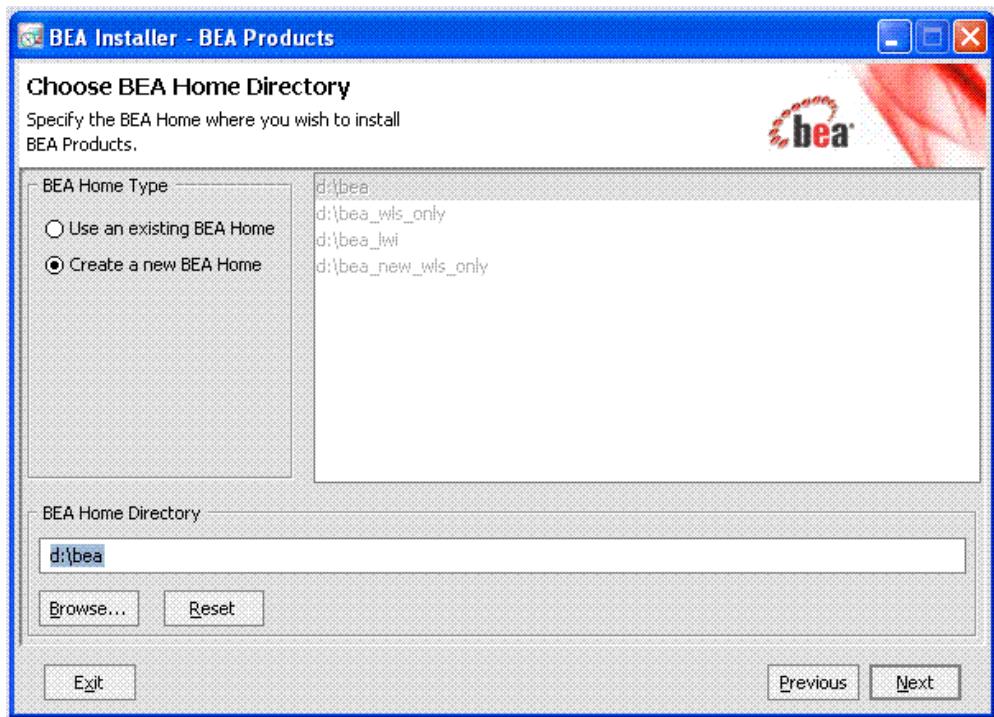 BEA Installer - BEA Products
Choose BEA Home Directory
Specify the BEA Home where you wish to install
BEA Products.
bea
BEA Home Type
Use an existing BEA Home
Create a new BEA Home
d:\bea
d:\bea_wls_only
d:\bea_lwi
d:\bea_new_wls_only
BEA Home Directory
d:\bea
Browse...
Reset
Exit
Previous
Next